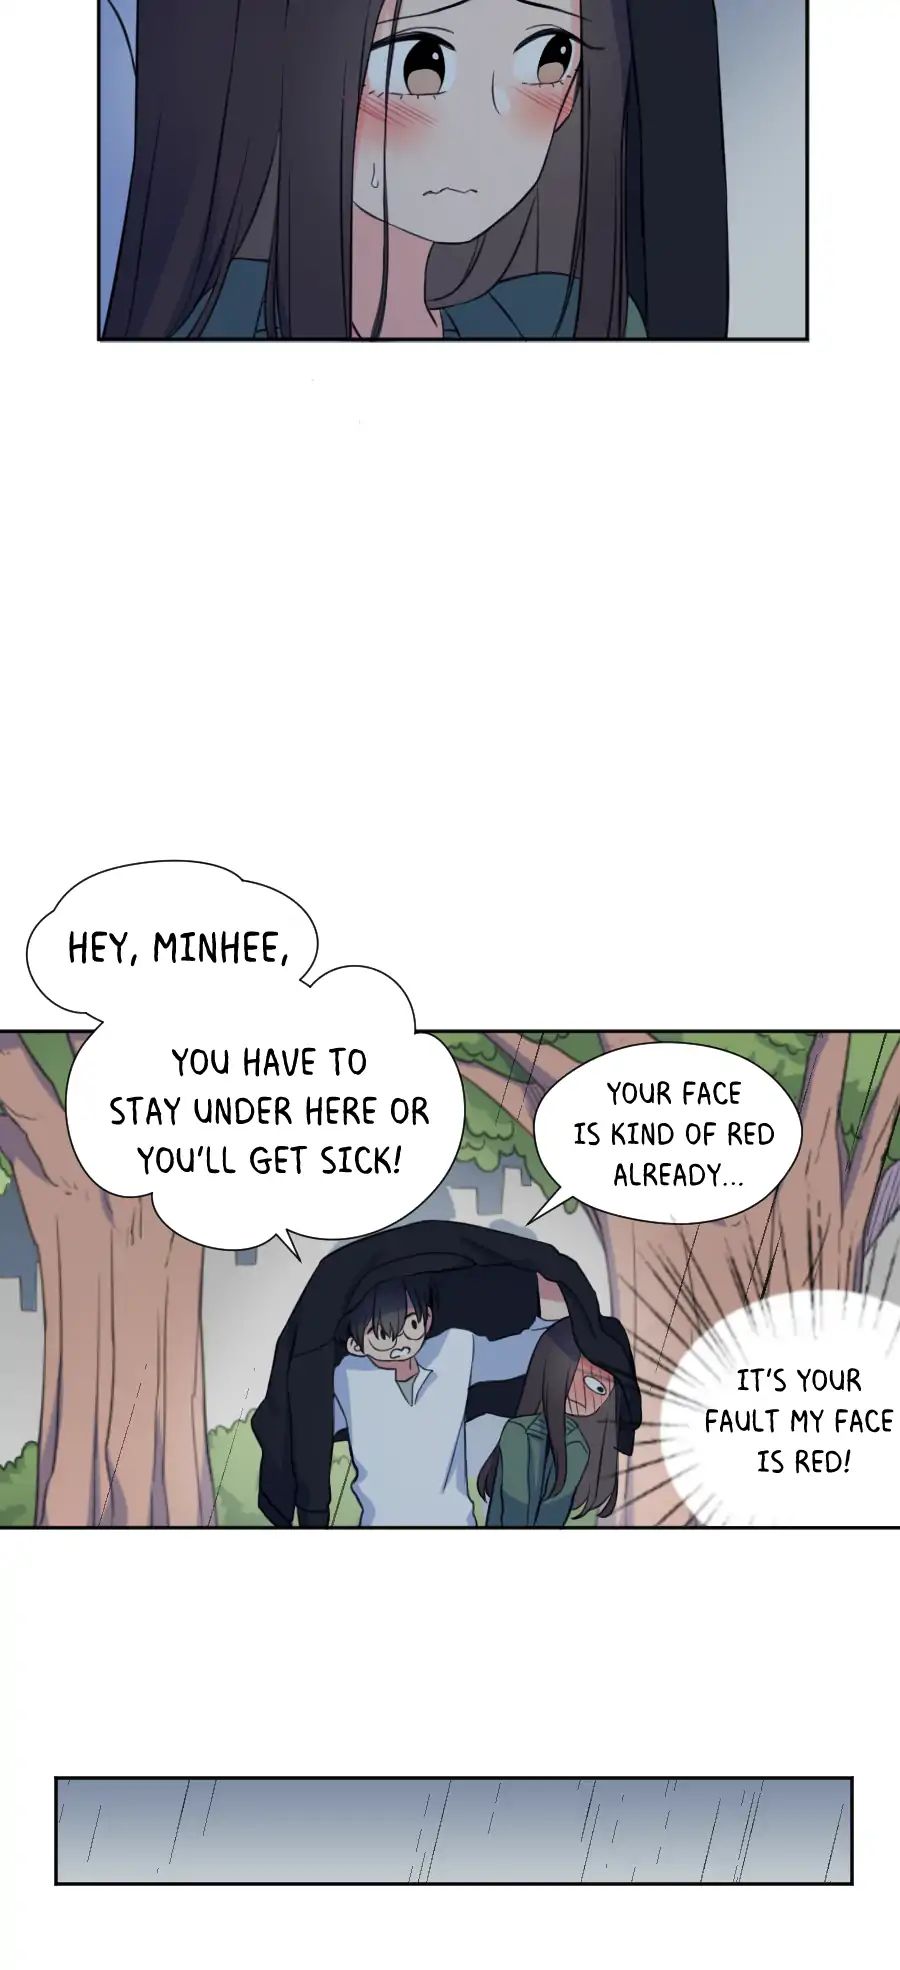 HEY, MINHEE,
YOU HAVE TO
STAY UNDER HERE OR
YOU'LL GET SICK!
YOUR FACE
IS KIND OF RED
ALREADY...
IT'S YOUR
FAULT MY FACE
IS RED!